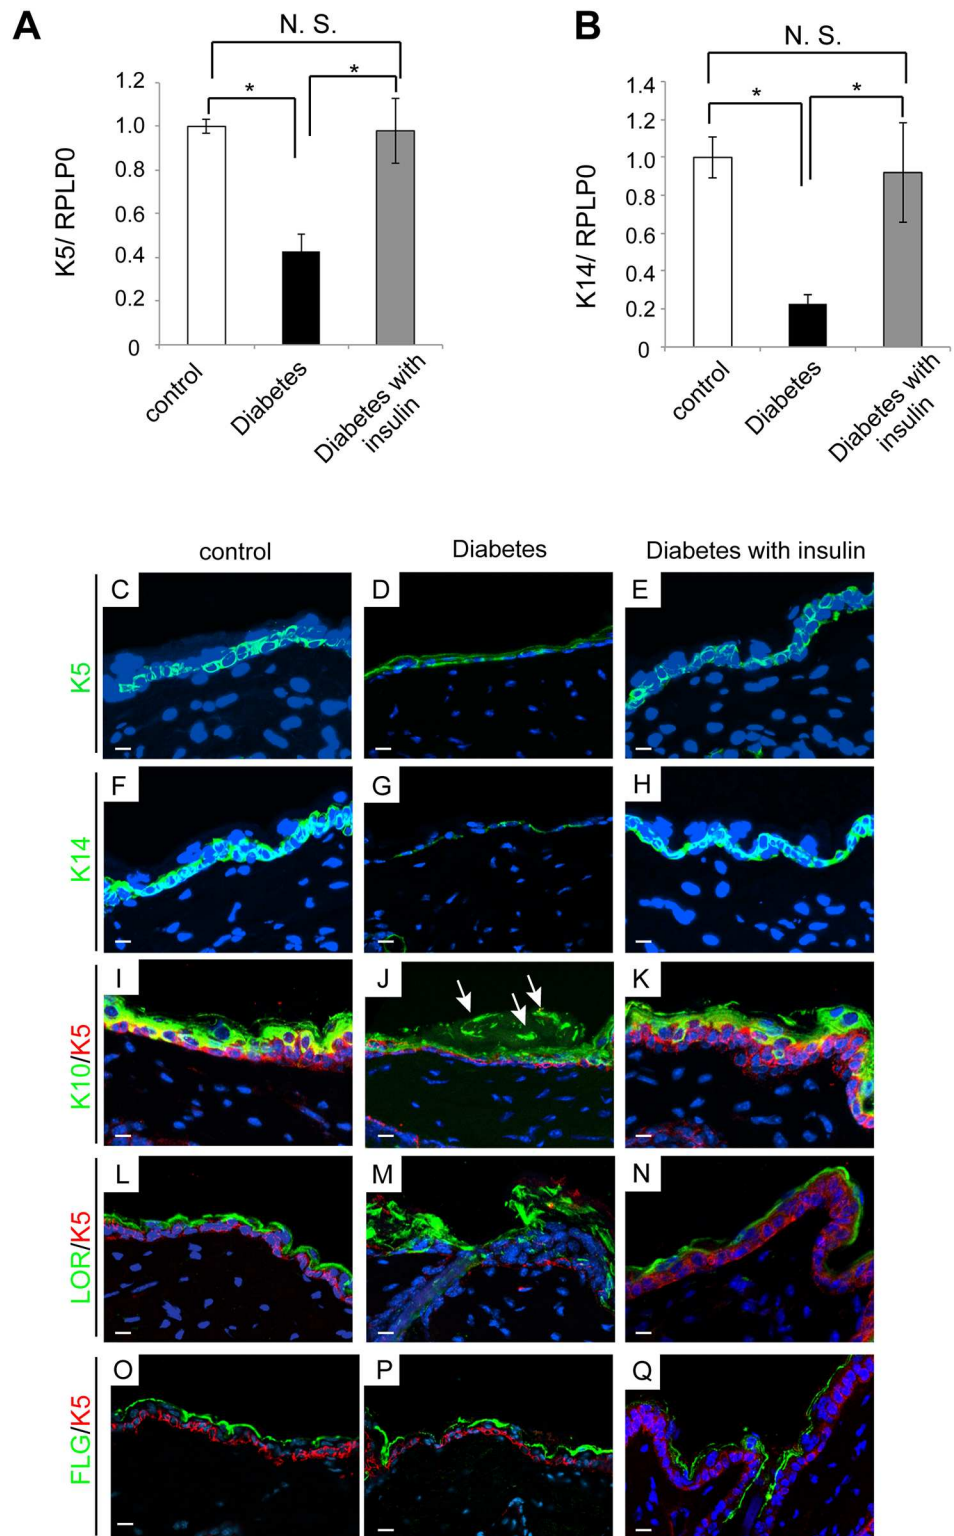 A
N. S.
*
*
1.2
1.0
0.8
0.6
0.4
0.2
0
K5/ RPLP0
control
Diabetes
Diabetes with
insulin
B
N. S.
*
*
1.4
1.2
1.0
0.8
0.6
0.4
0.2
0
K14/ RPLP0
control
Diabetes
Diabetes with
insulin
control
Diabetes
Diabetes with insulin
K5
C
D
E
K14
F
G
H
K10/K5
I
J
K
LOR/K5
L
M
N
FLG/K5
O
P
Q